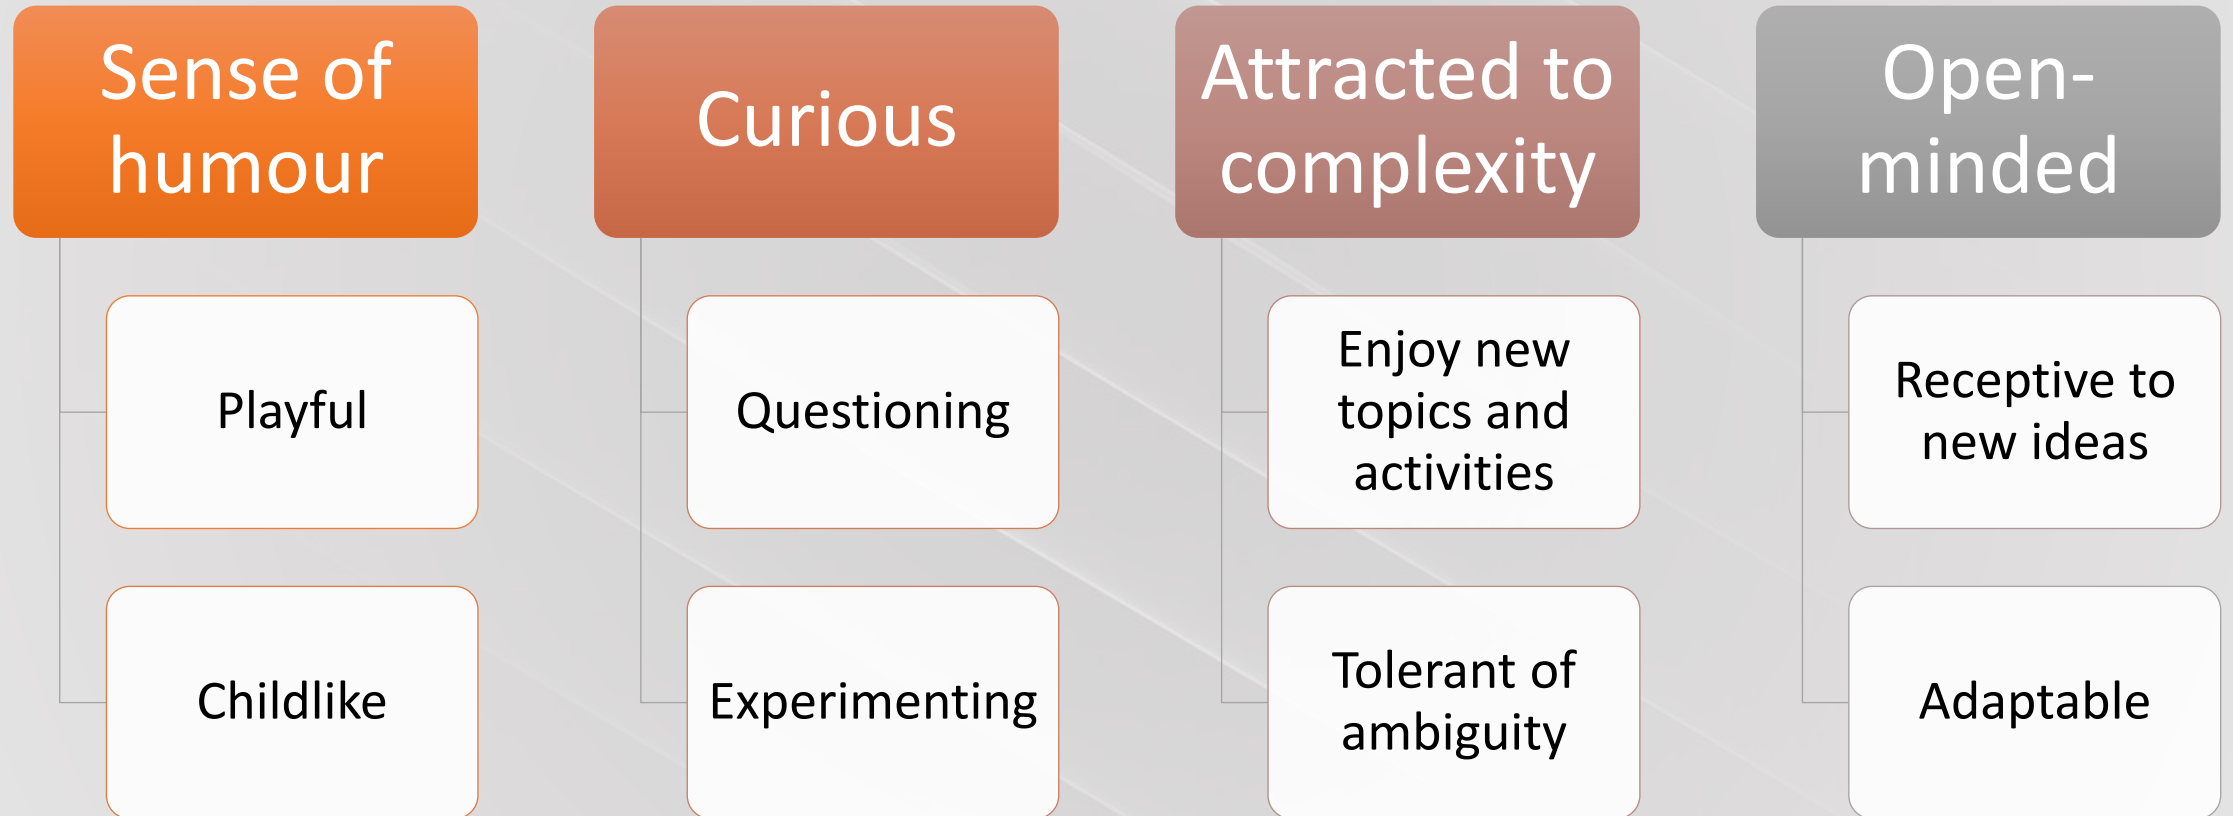 Sense of
humour
Playful
Childlike
Curious
Questioning
Experimenting
Attracted to
complexity
Enjoy new
topics and
activities
Tolerant of
ambiguity
Open-
minded
Receptive to
new ideas
Adaptable